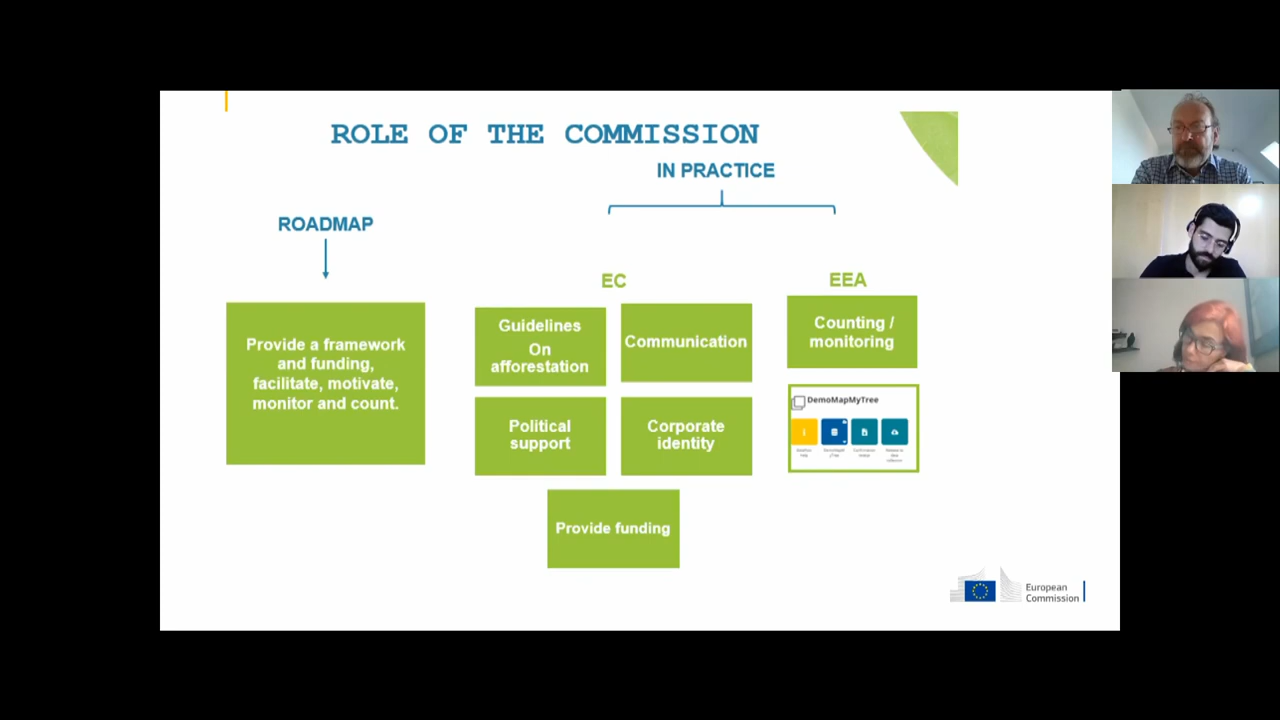 ROLE OF THE COMMISSION
IN PRACTICE
ROADMAP
Provide a framework
and funding,
facilitate, motivate,
monitor and count.
EC
Guidelines
On
afforestation
Communication
Political
support
Corporate
identity
Provide funding
EEA
Counting /
monitoring
DemoMapMyTree
European
Commission